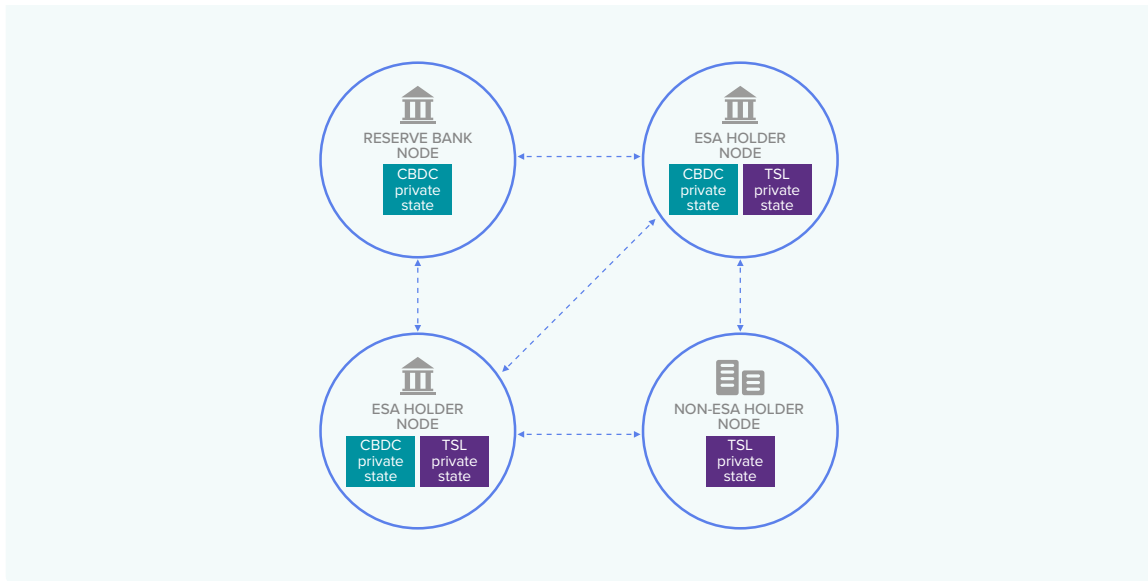 RESERVE BANK
NODE
CBDC
private
state
ESA HOLDER
NODE
CBDC
private
state
TSL
private
state
ESA HOLDER
NODE
CBDC
private
state
TSL
private
state
NON-ESA HOLDER
NODE
TSL
private
state